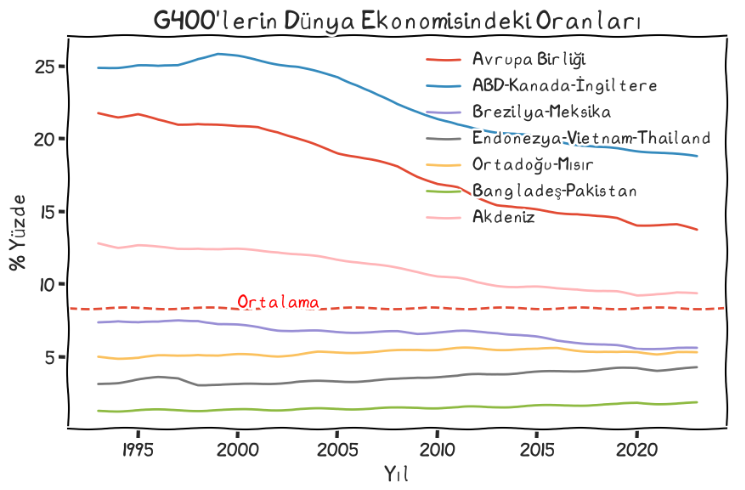 G400'lerin Dünya Ekonomisindeki Oranları
Avrupa Birliği
ABD-Kanada-İngiltere
Brezilya-Meksika
Endonezya-Vietnam-Thailand
Ortadoğu-Mısır
Bangladeş-Pakistan
Akdeniz
25
20
15
10
5
% Yüzde
Ortalama
1995
2000
2005
2010
2015
2020
Yıl